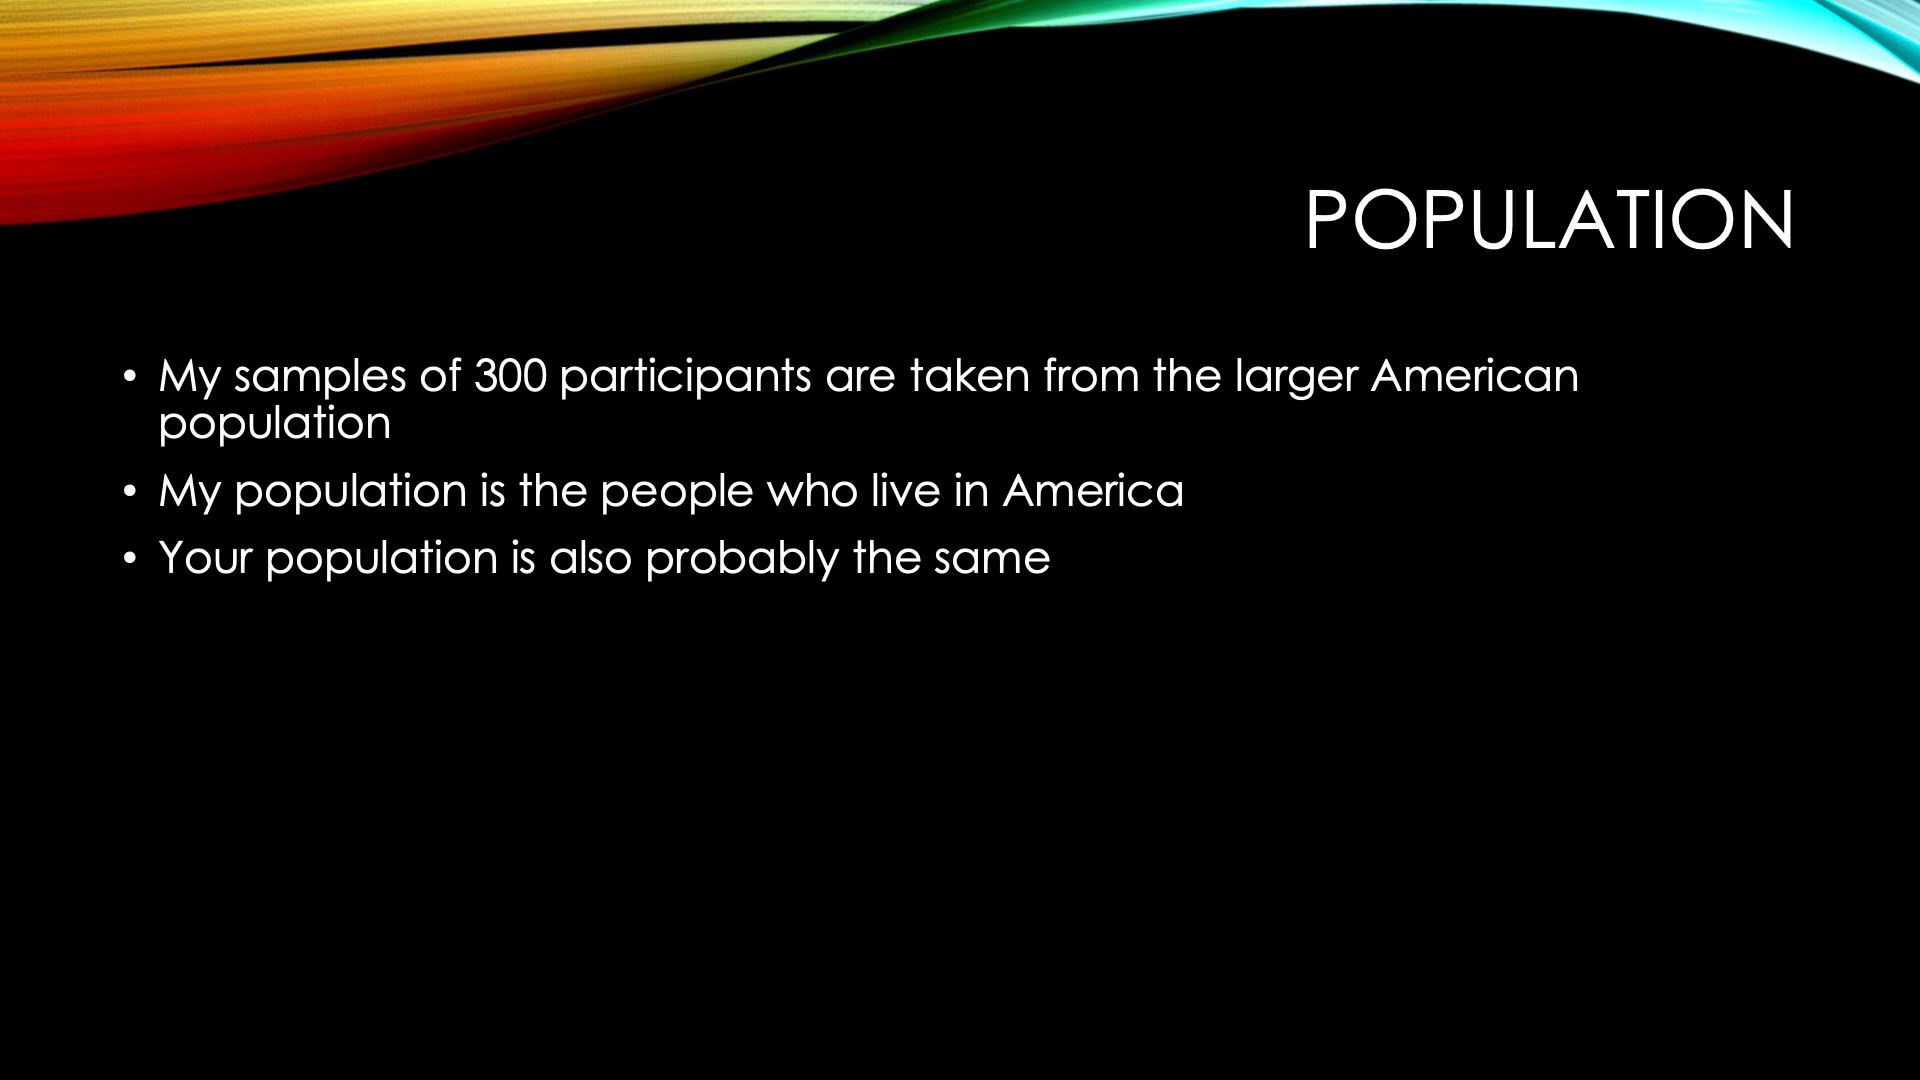 POPULATION
• My samples of 300 participants are taken from the larger American
population
• My population is the people who live in America
• Your population is also probably the same